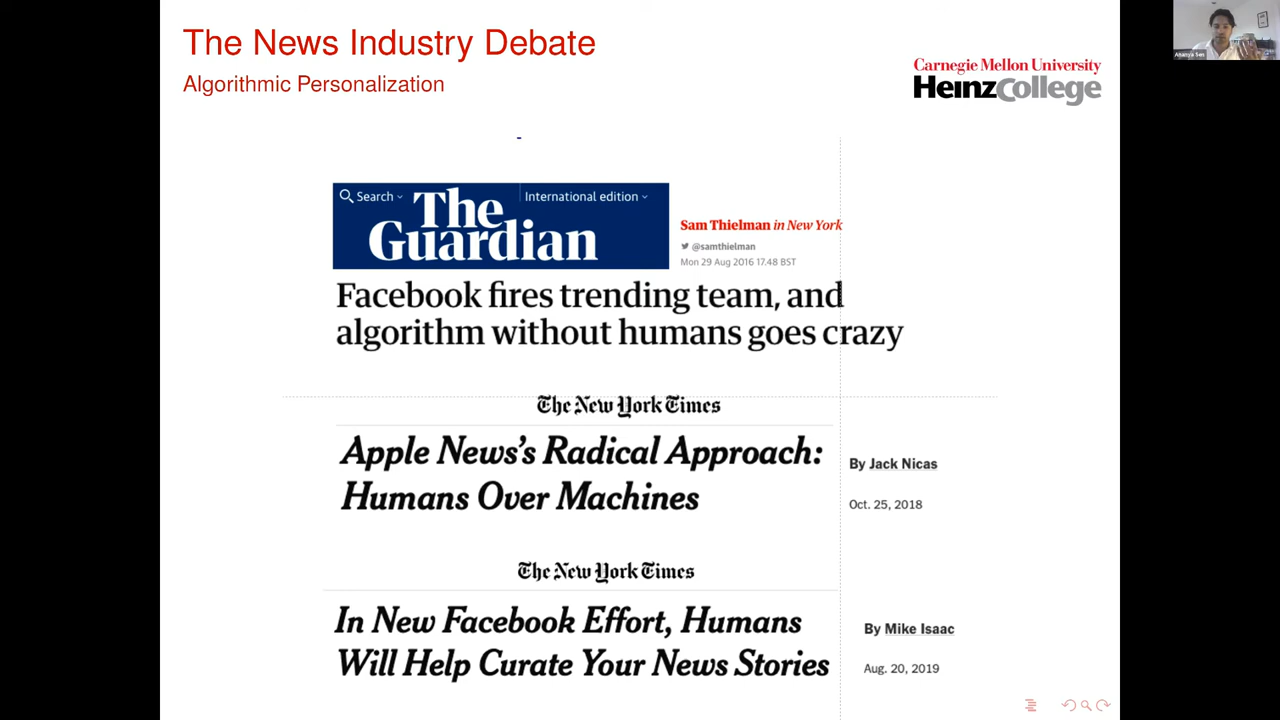 The News Industry Debate
Algorithmic Personalization
Carnegie Mellon University
HeinzCollege
Ananya Sen
Search
The
Guardian
International edition
Sam Thielman in New York
@samthielman
Mon 29 Aug 2016 17.48 BST
Facebook fires trending team, and
algorithm without humans goes crazy
The New York Times
Apple News's Radical Approach:
Humans Over Machines
By Jack Nicas
Oct. 25, 2018
The New York Times
In New Facebook Effort, Humans
Will Help Curate Your News Stories
By Mike Isaac
Aug. 20, 2019